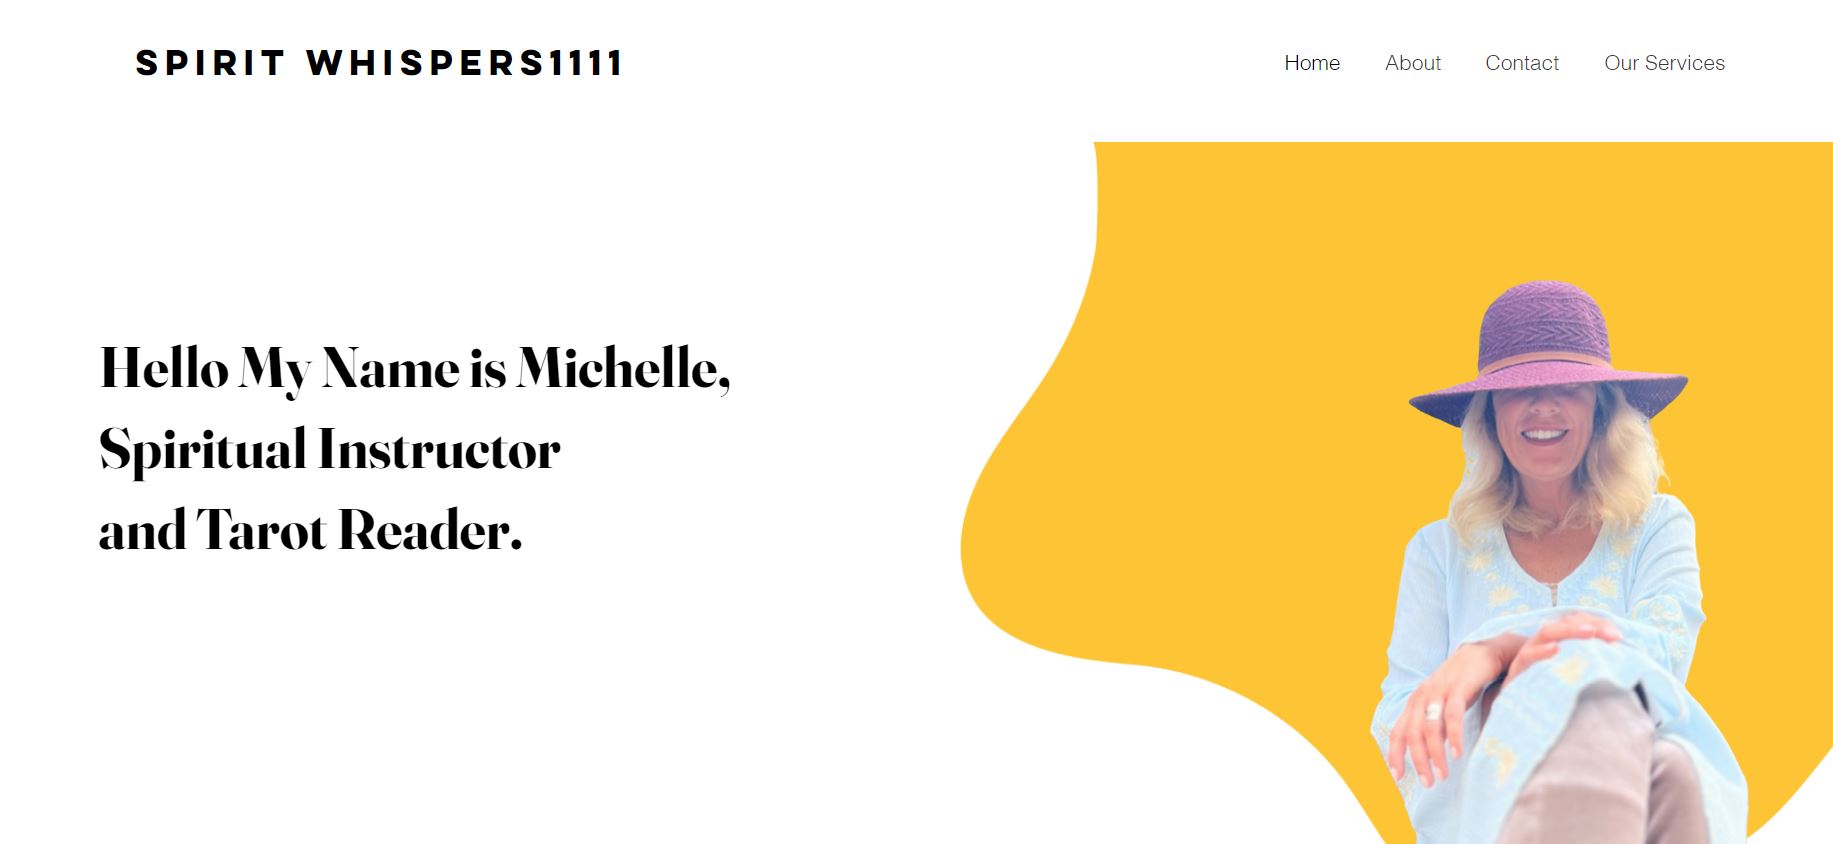 SPIRIT WHISPERS1111
Home About Contact Our Services
Hello My Name is Michelle,
Spiritual Instructor
and Tarot Reader.